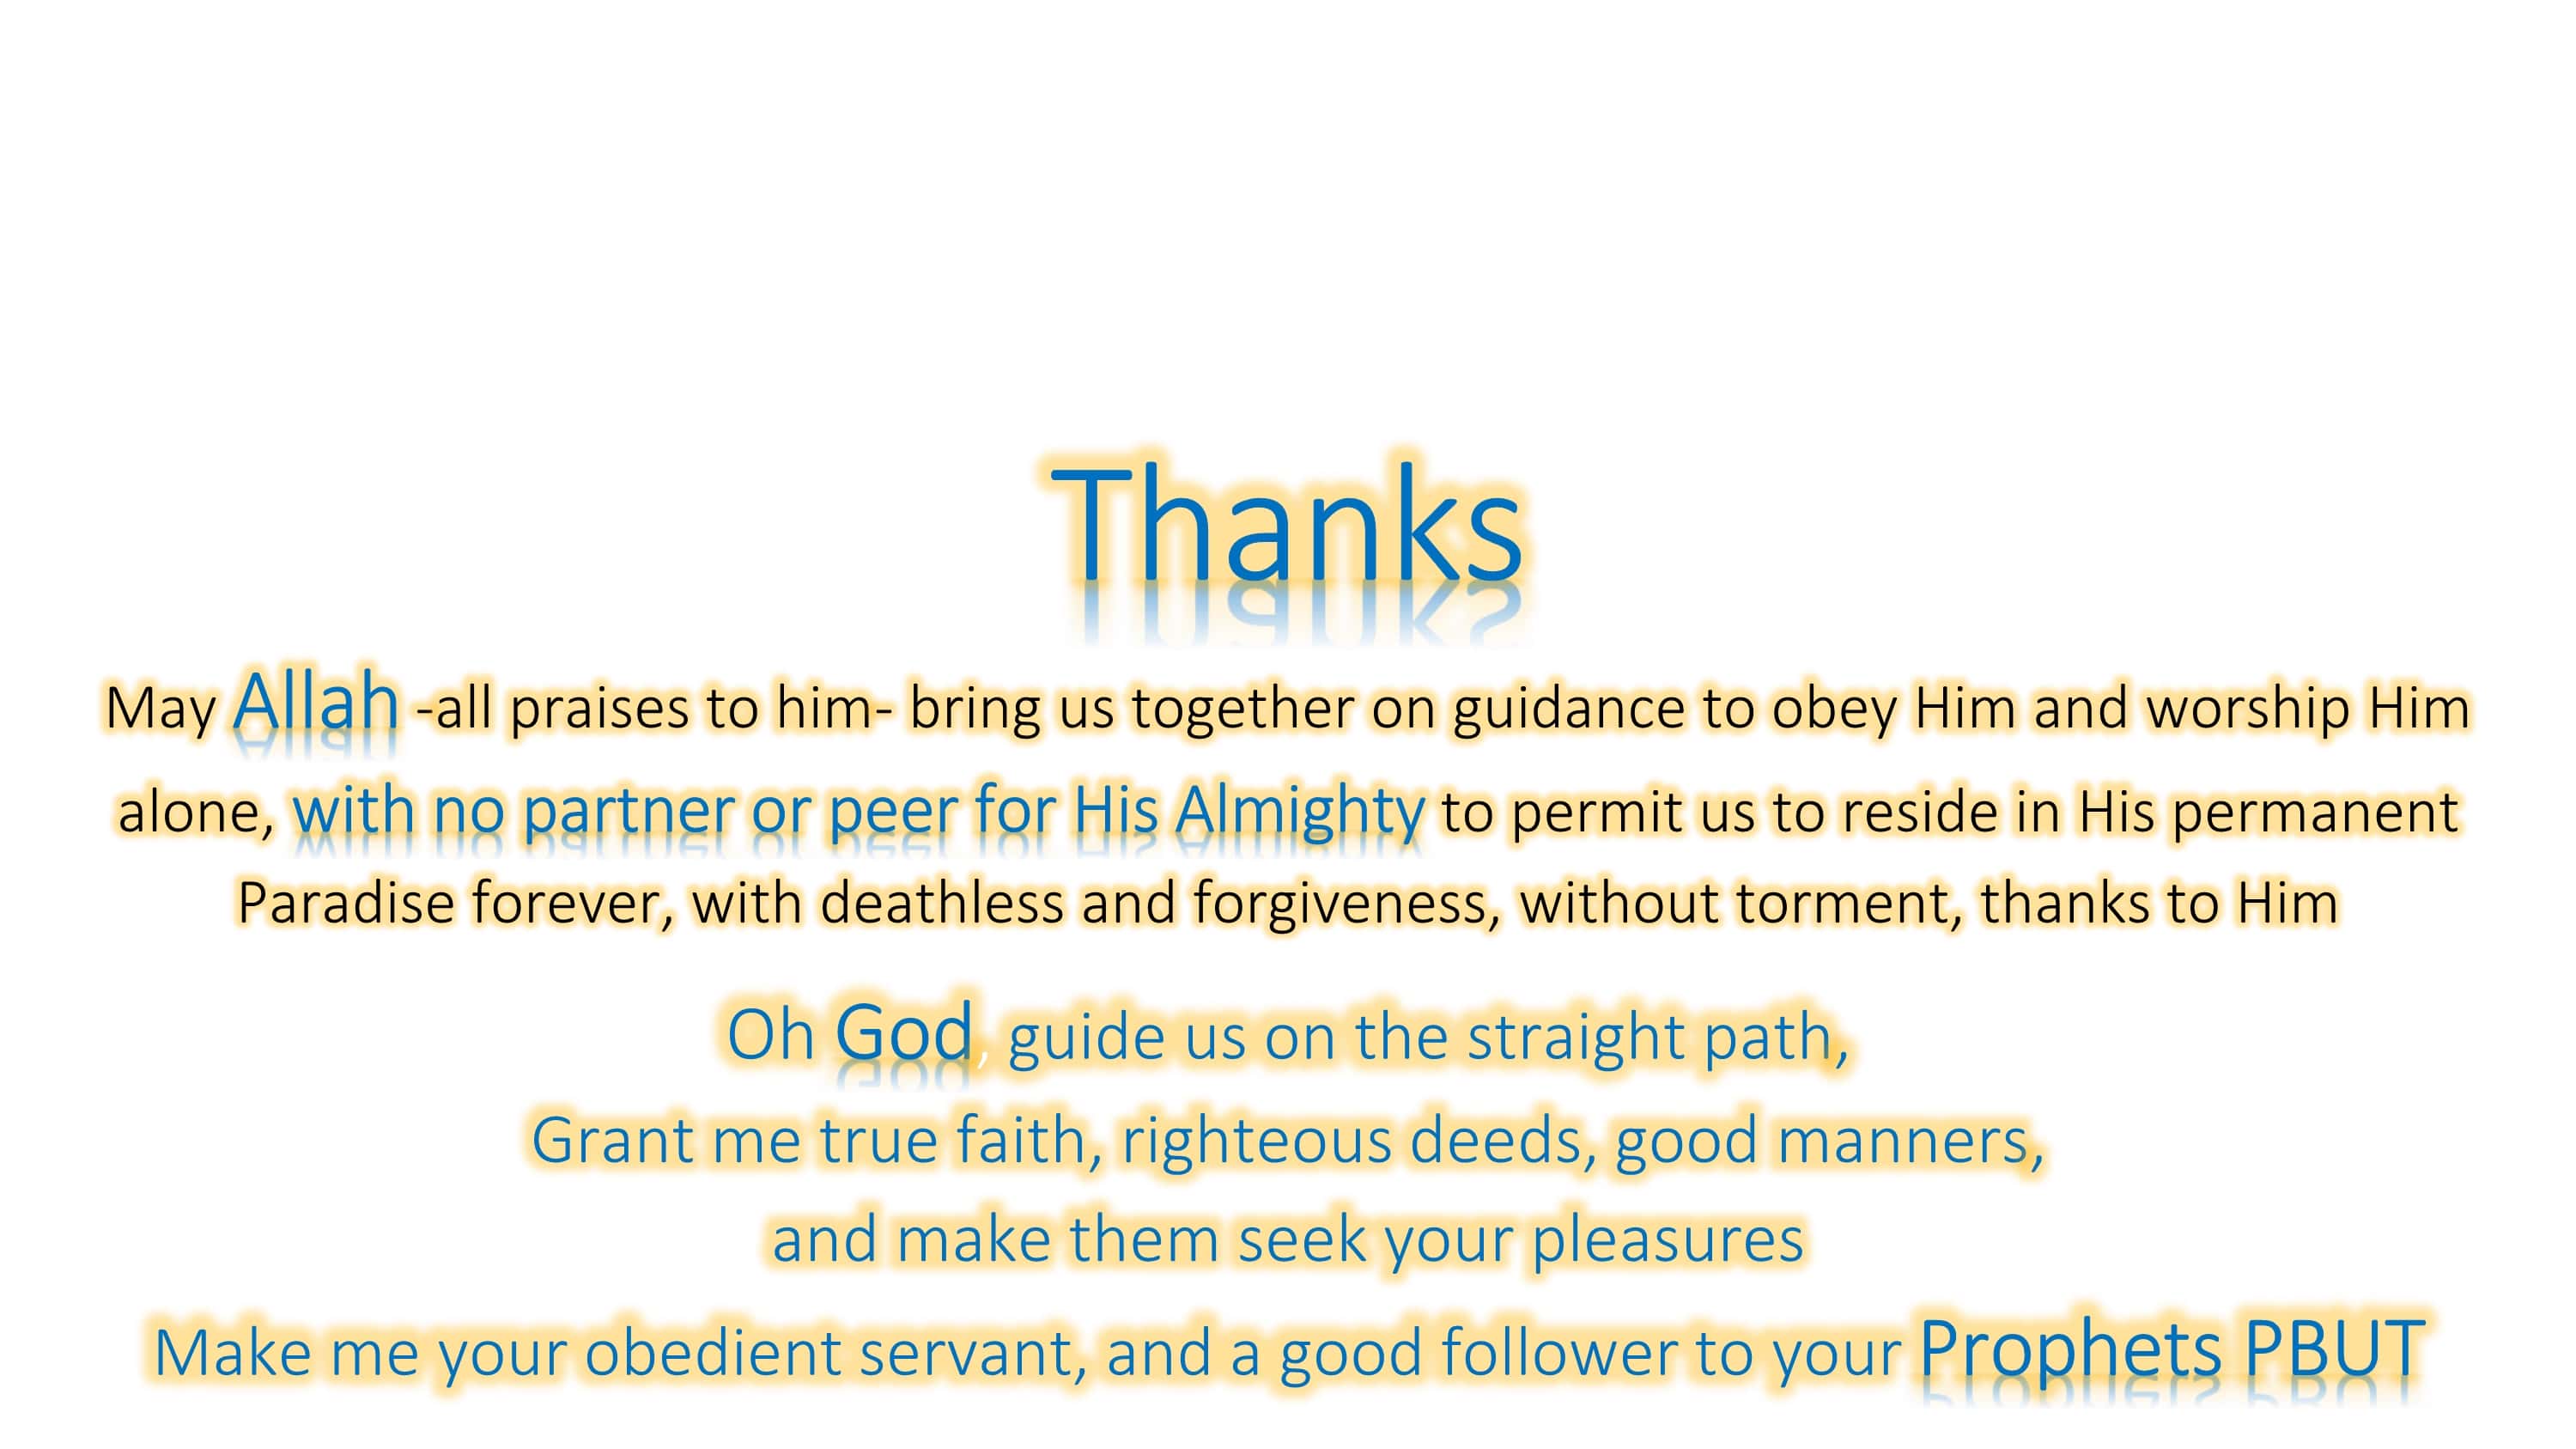 Thanks
May Allah -all praises to him- bring us together on guidance to obey Him and worship Him
alone, with no partner or peer for His Almighty to permit us to reside in His permanent
Paradise forever, with deathless and forgiveness, without torment, thanks to Him
Oh God, guide us on the straight path,
Grant me true faith, righteous deeds, good manners,
and make them seek your pleasures
Make me your obedient servant, and a good follower to your Prophets PBUT